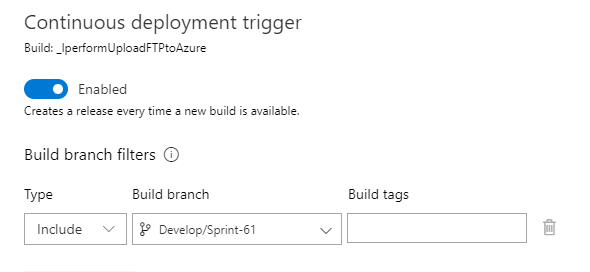 Continuous deployment trigger
Build: _IperformUploadFTPtoAzure
Enabled
Creates a release every time a new build is available.
Build branch filters
Type Build branch Build tags
Include Develop/Sprint-61